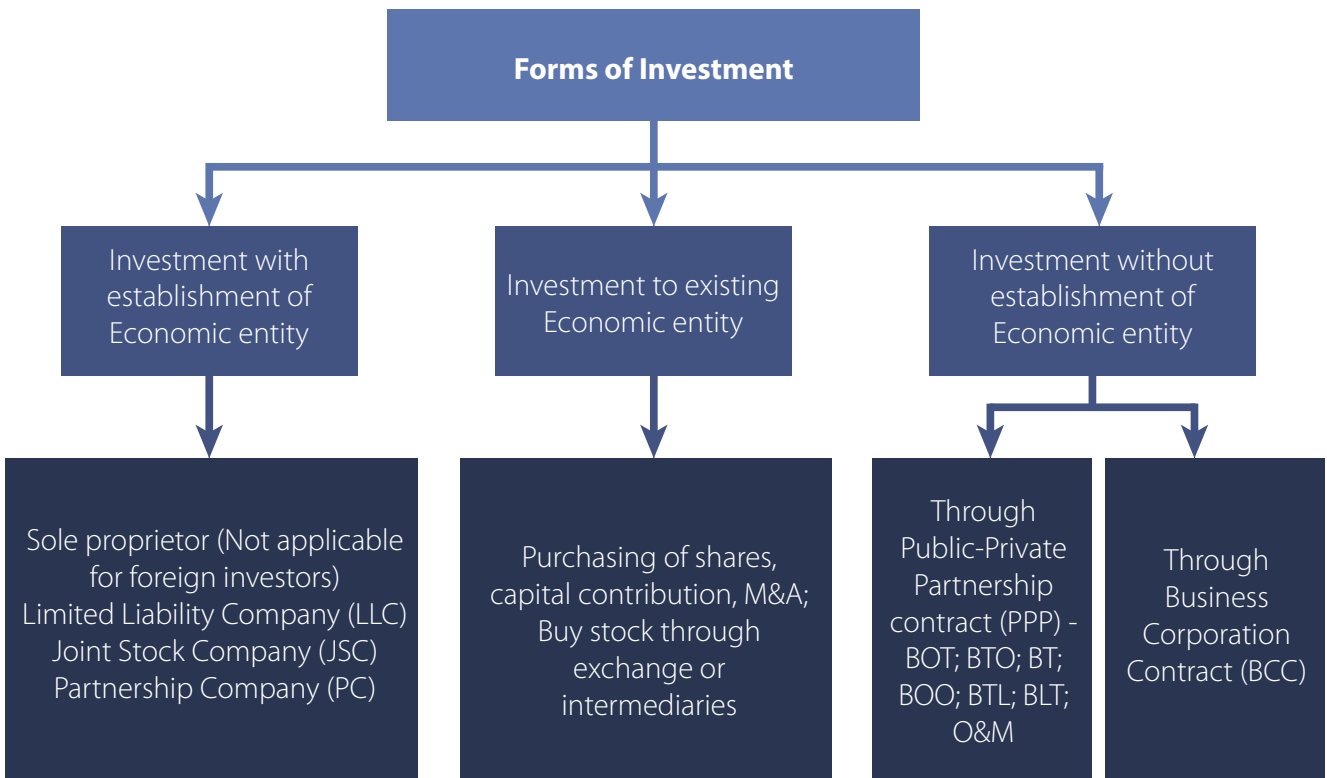 Forms of Investment
Investment with
establishment of
Economic entity
Investment to existing
Economic entity
Investment without
establishment of
Economic entity
Sole proprietor (Not applicable
for foreign investors)
Limited Liability Company (LLC)
Joint Stock Company (JSC)
Partnership Company (PC)
Purchasing of shares,
capital contribution, M&A;
Buy stock through
exchange or
intermediaries
Through
Public-Private
Partnership
contract (PPP) -
BOT; BTO; BT;
BOO; BTL; BLT;
O&M
Through
Business
Corporation
Contract (BCC)